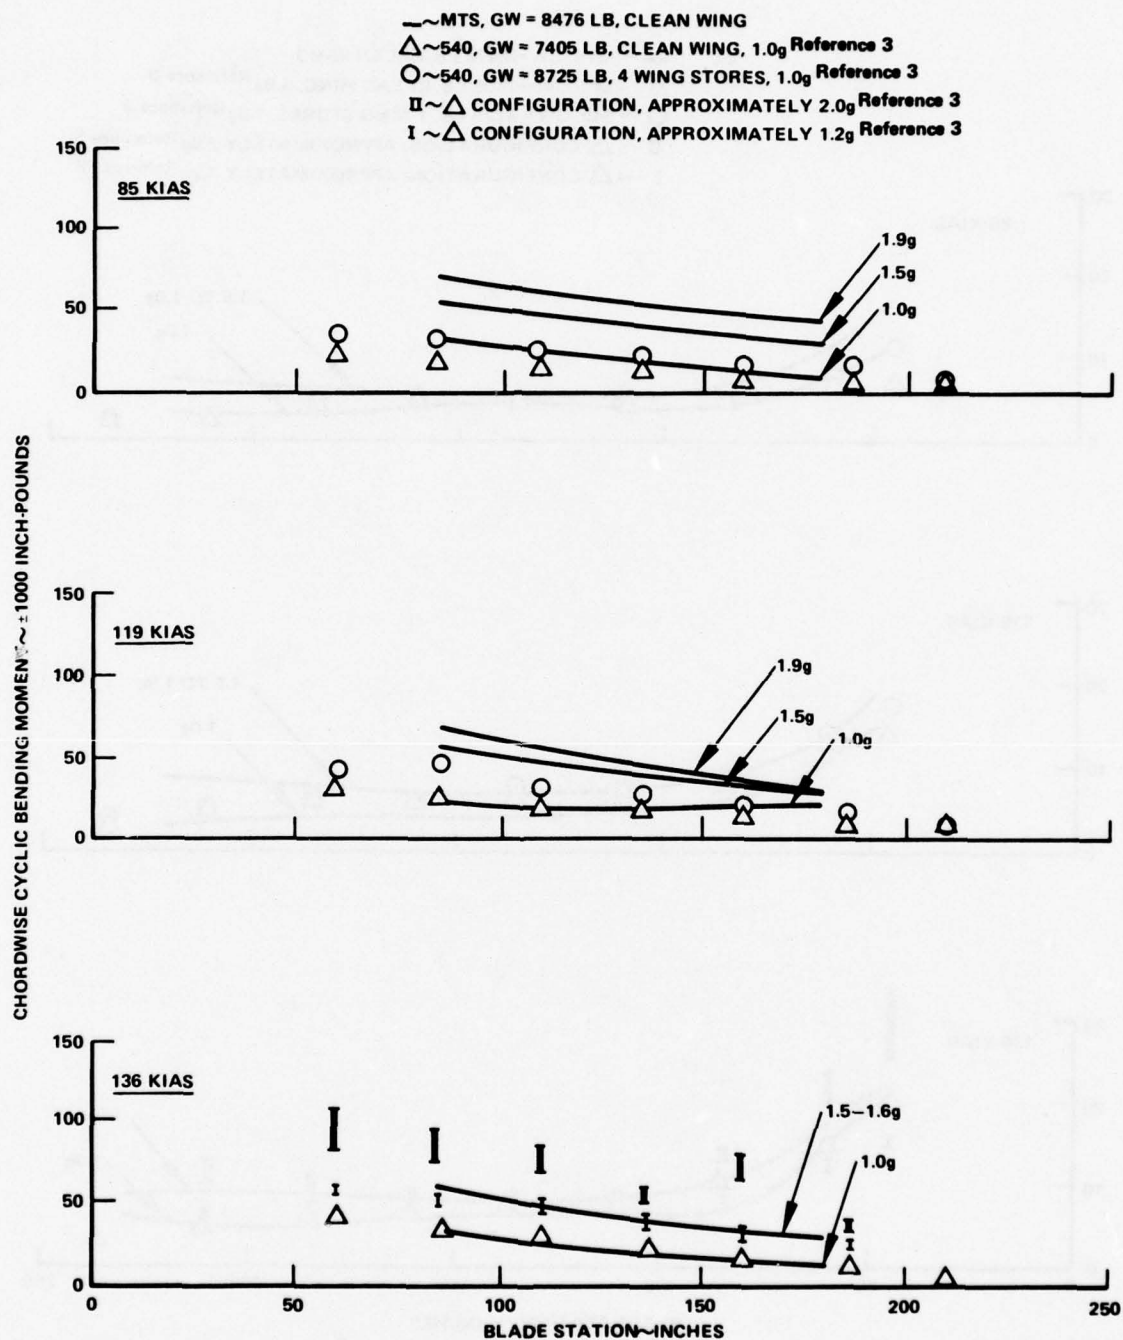 —~MTS, GW = 8476 LB, CLEAN WING
△~540, GW = 7405 LB, CLEAN WING, 1.0g Reference 3
○~540, GW = 8725 LB, 4 WING STORES, 1.0g Reference 3
II~△ CONFIGURATION, APPROXIMATELY 2.0g Reference 3
I~△ CONFIGURATION, APPROXIMATELY 1.2g Reference 3
CHORDWISE CYCLIC BENDING MOMENT~±1000 INCH-POUNDS
150
85 KIAS
100
1.9g
1.5g
50
1.0g
0
150
119 KIAS
100
1.9g
1.5g
1.0g
50
0
150
136 KIAS
100
1.5–1.6g
1.0g
50
0
0 50 100 150 200 250
BLADE STATION~INCHES